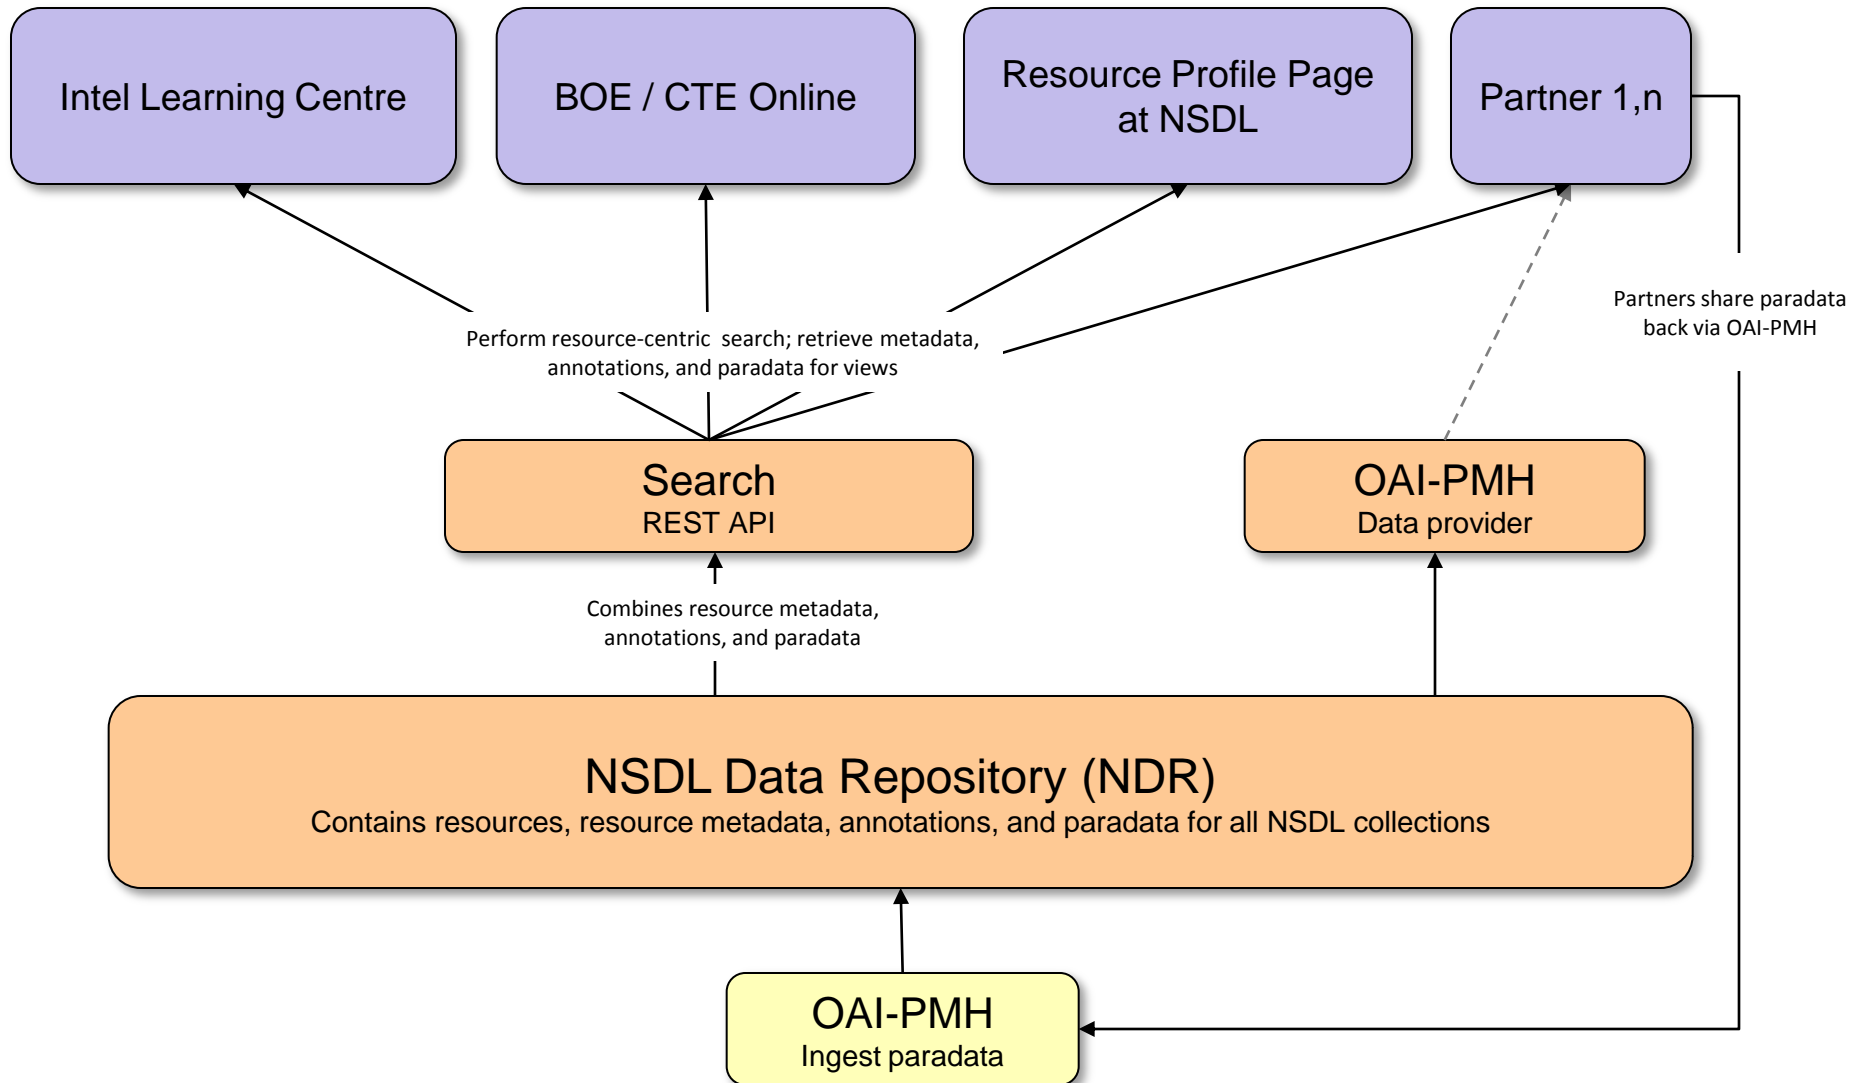 Intel Learning Centre
BOE / CTE Online
Resource Profile Page
at NSDL
Partner 1,n
Partners share paradata
back via OAI-PMH
Perform resource-centric  search; retrieve metadata,
annotations, and paradata for views
Search
REST API
OAI-PMH
Data provider
Combines resource metadata,
annotations, and paradata
NSDL Data Repository (NDR)
Contains resources, resource metadata, annotations, and paradata for all NSDL collections
OAI-PMH
Ingest paradata